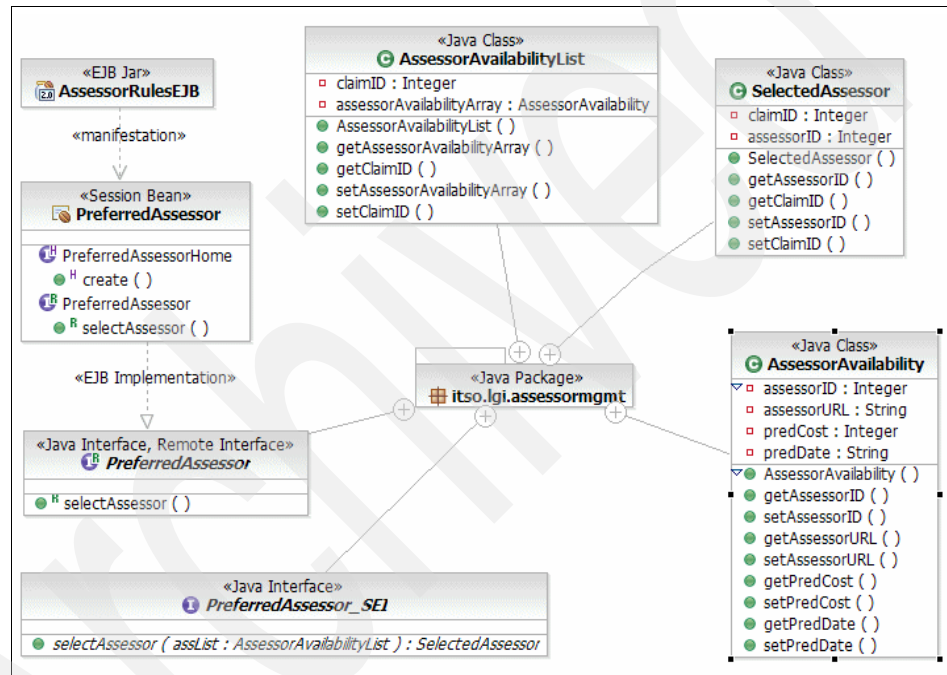 «EJB Jar»
2.0 AssessorRulesEJB
«manifestation»
«Session Bean»
PreferredAssessor
H PreferredAssessorHome
H create ( )
R PreferredAssessor
R selectAssessor ( )
«EJB Implementation»
«Java Interface, Remote Interface»
R PreferredAssessor
R selectAssessor ( )
«Java Interface»
I PreferredAssessor_SEI
selectAssessor ( assList : AssessorAvailabilityList ) : SelectedAssessor
«Java Class»
C AssessorAvailabilityList
claimID : Integer
assessorAvailabilityArray : AssessorAvailability
AssessorAvailabilityList ( )
getAssessorAvailabilityArray ( )
getClaimID ( )
setAssessorAvailabilityArray ( )
setClaimID ( )
«Java Package»
itso.lgi.assessormgmt
«Java Class»
C SelectedAssessor
claimID : Integer
assessorID : Integer
SelectedAssessor ( )
getAssessorID ( )
getClaimID ( )
setAssessorID ( )
setClaimID ( )
«Java Class»
C AssessorAvailability
assessorID : Integer
assessorURL : String
predCost : Integer
predDate : String
AssessorAvailability ( )
getAssessorID ( )
setAssessorID ( )
getAssessorURL ( )
setAssessorURL ( )
getPredCost ( )
setPredCost ( )
getPredDate ( )
setPredDate ( )
Archived